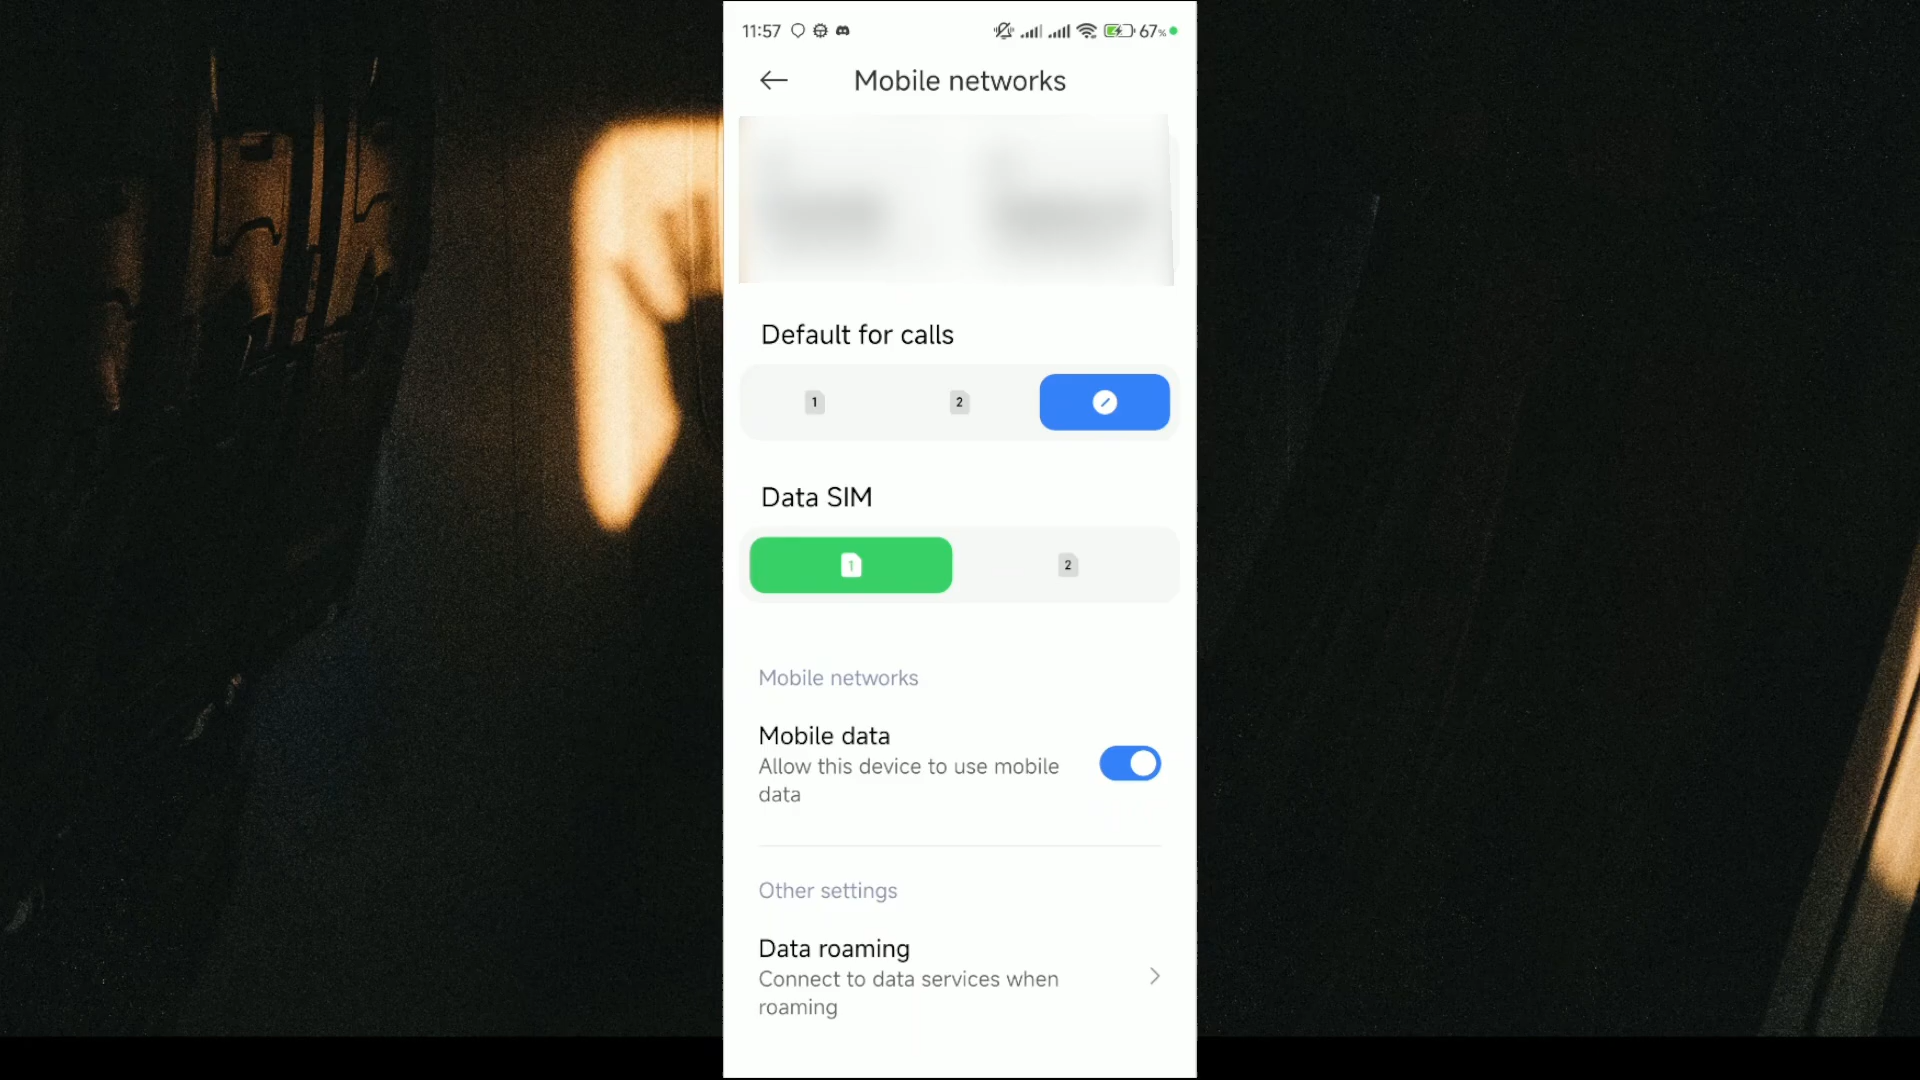 11:57 67%
Mobile networks
Default for calls
1 2
Data SIM
1 2
Mobile networks
Mobile data
Allow this device to use mobile
data
Other settings
Data roaming
Connect to data services when
roaming